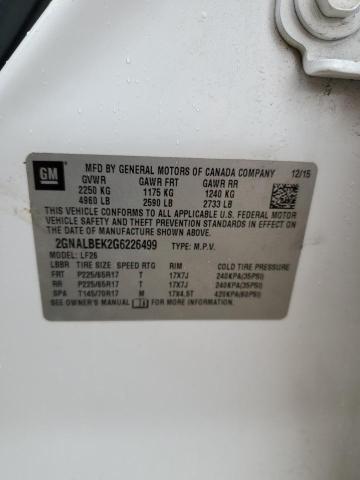 GM
MFD BY GENERAL MOTORS OF CANADA COMPANY 12/15
GVWR GAWR FRT GAWR RR
2250 KG 1175 KG 1240 KG
4960 LB 2590 LB 2733 LB
THIS VEHICLE CONFORMS TO ALL APPLICABLE U.S. FEDERAL MOTOR
VEHICLE SAFETY AND THEFT PREVENTION STANDARDS IN EFFECT ON
THE DATE OF MANUFACTURE SHOWN ABOVE.
2GNALBEK2G6226499 TYPE: M.P.V.
MODEL: LF26
LBBR TIRE SIZE SPEED RTG RIM COLD TIRE PRESSURE
FRT P225/65R17 T 17X7J 240KPA(35PSI)
RR P225/65R17 T 17X7J 240KPA(35PSI)
SPA T145/70R17 M 17X4.5T 420KPA(60PSI)
SEE OWNER'S MANUAL FOR MORE INFORMATION.